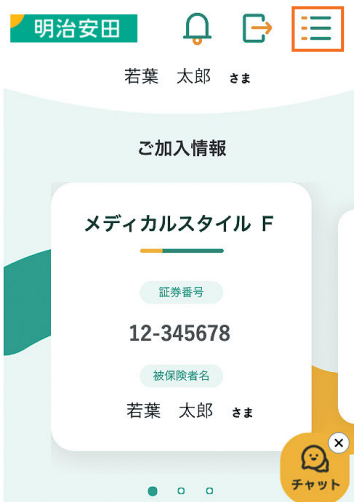 明治安田
若葉　太郎　さま
ご加入情報
メディカルスタイル F
証券番号
12-345678
被保険者名
若葉　太郎　さま
チャット